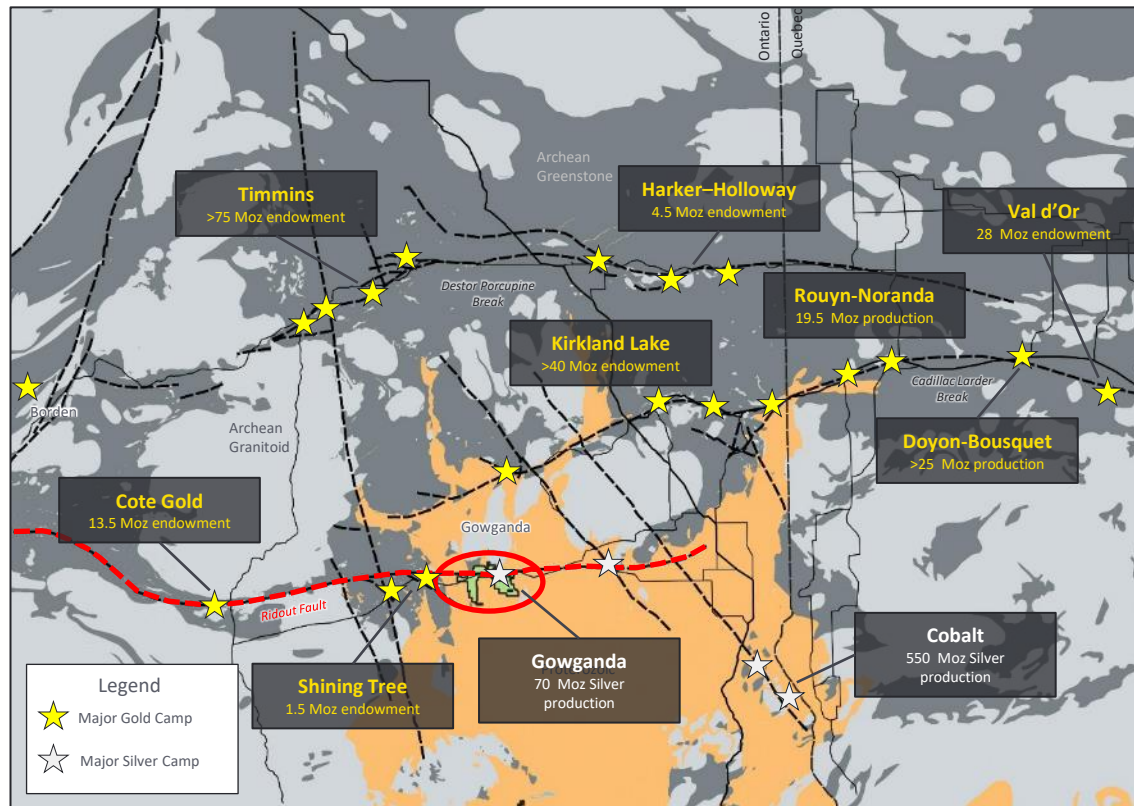 Ontario
Quebec
Archean
Greenstone
Timmins
>75 Moz endowment
Harker–Holloway
4.5 Moz endowment
Val d’Or
28 Moz endowment
Destor Porcupine
Break
Rouyn-Noranda
19.5 Moz production
Kirkland Lake
>40 Moz endowment
Cadillac Larder
Break
Borden
Archean
Granitoid
Doyon-Bousquet
>25 Moz production
Cote Gold
13.5 Moz endowment
Gowganda
Ridout Fault
Shining Tree
1.5 Moz endowment
Gowganda
70 Moz Silver
production
Cobalt
550 Moz Silver
production
Legend
Major Gold Camp
Major Silver Camp